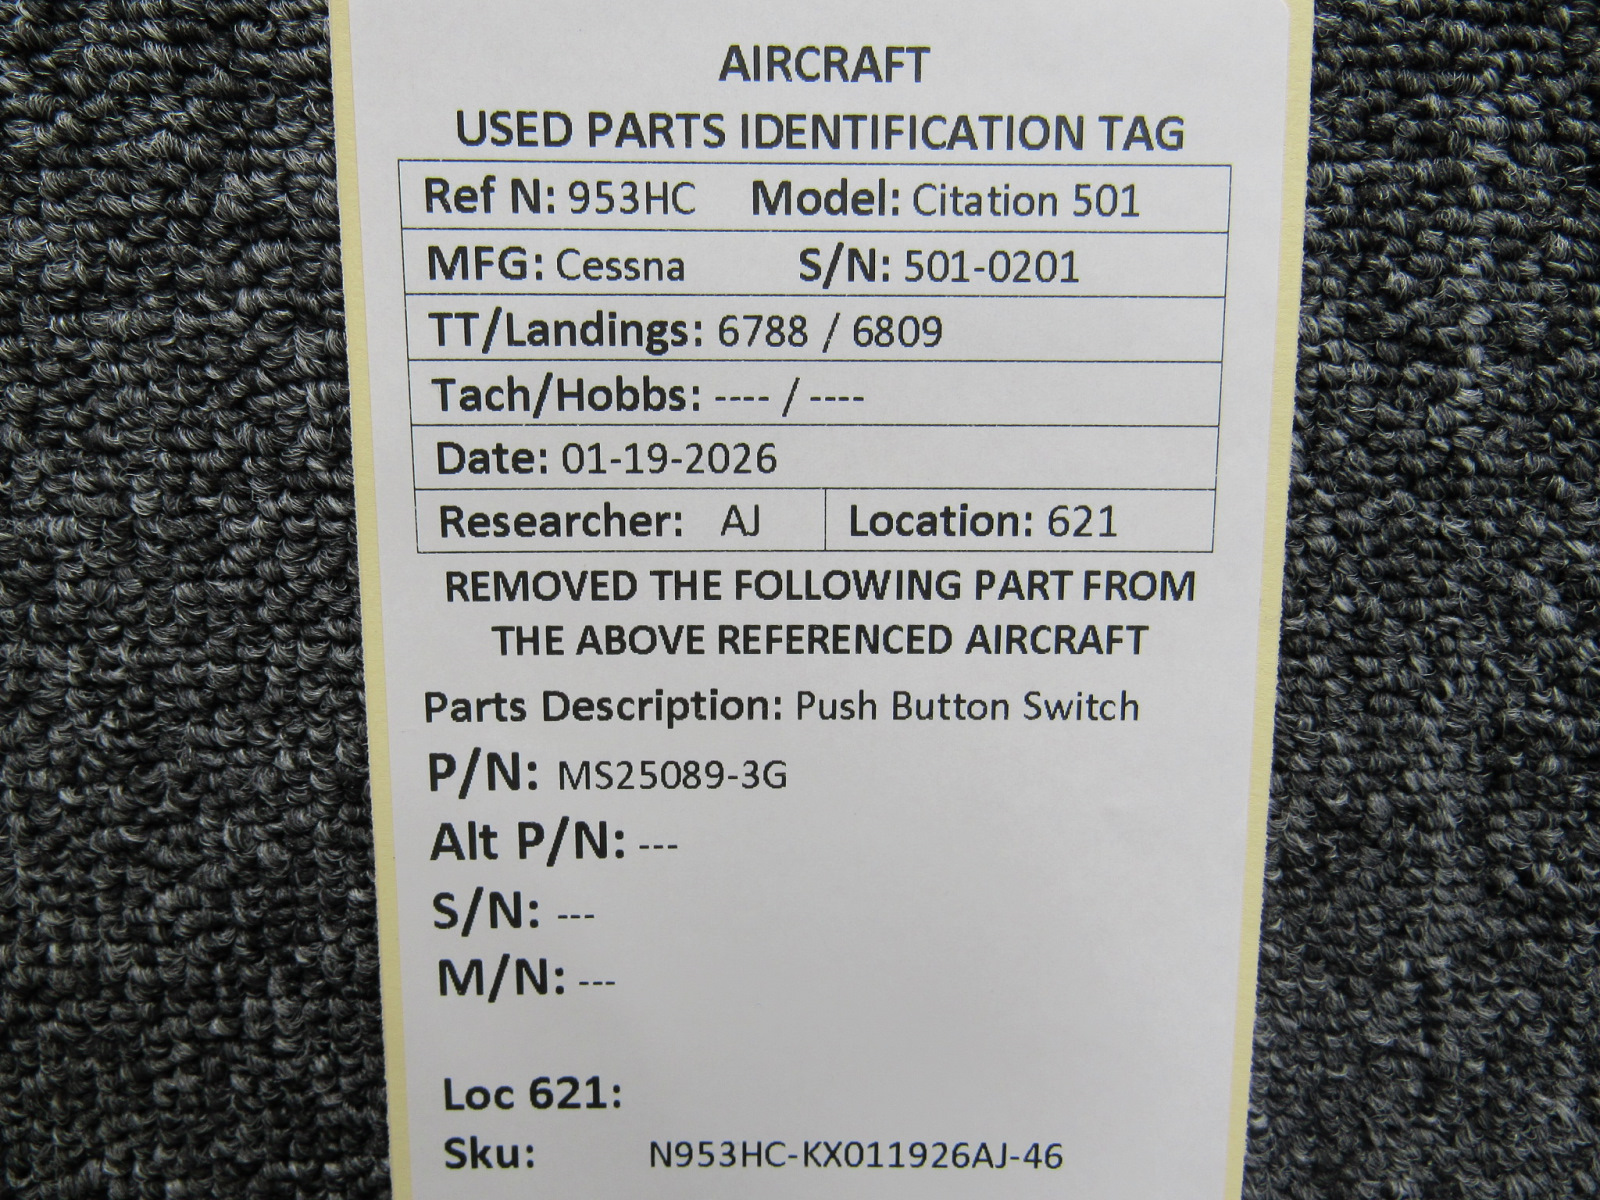 AIRCRAFT
USED PARTS IDENTIFICATION TAG
Ref N: 953HC Model: Citation 501
MFG: Cessna S/N: 501-0201
TT/Landings: 6788 / 6809
Tach/Hobbs: ---- / ----
Date: 01-19-2026
Researcher: AJ Location: 621
REMOVED THE FOLLOWING PART FROM
THE ABOVE REFERENCED AIRCRAFT
Parts Description: Push Button Switch
P/N: MS25089-3G
Alt P/N: ---
S/N: ---
M/N: ---
Loc 621:
Sku: N953HC-KX011926AJ-46